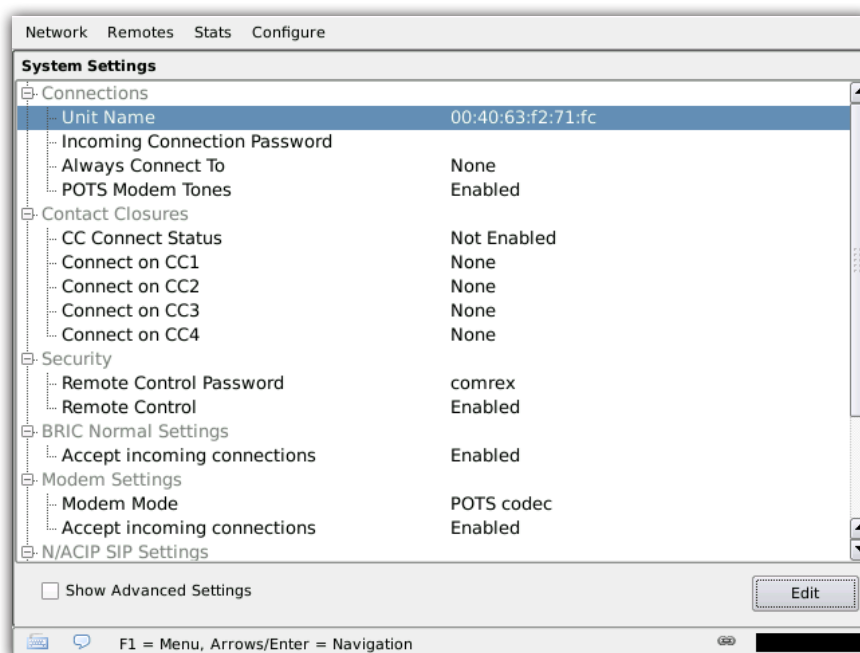 Network Remotes Stats Configure
System Settings
Connections
Unit Name 00:40:63:f2:71:fc
Incoming Connection Password
Always Connect To None
POTS Modem Tones Enabled
Contact Closures
CC Connect Status Not Enabled
Connect on CC1 None
Connect on CC2 None
Connect on CC3 None
Connect on CC4 None
Security
Remote Control Password comrex
Remote Control Enabled
BRIC Normal Settings
Accept incoming connections Enabled
Modem Settings
Modem Mode POTS codec
Accept incoming connections Enabled
N/ACIP SIP Settings
Show Advanced Settings Edit
F1 = Menu, Arrows/Enter = Navigation